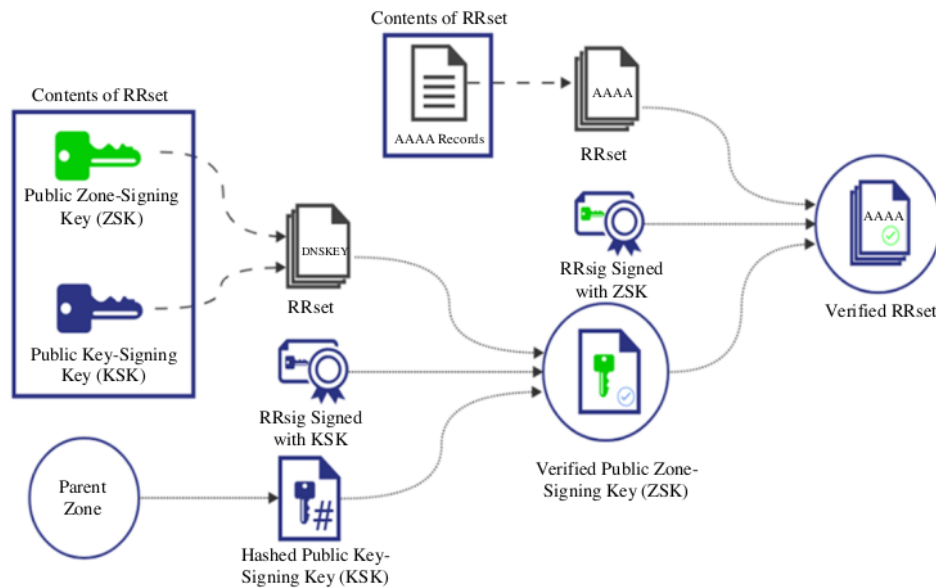 Contents of RRset
AAAA Records
AAAA
RRset
Contents of RRset
Public Zone-Signing
Key (ZSK)
Public Key-Signing
Key (KSK)
DNSKEY
RRset
RRsig Signed
with ZSK
AAAA
Verified RRset
RRsig Signed
with KSK
Verified Public Zone-
Signing Key (ZSK)
Parent
Zone
#
Hashed Public Key-
Signing Key (KSK)